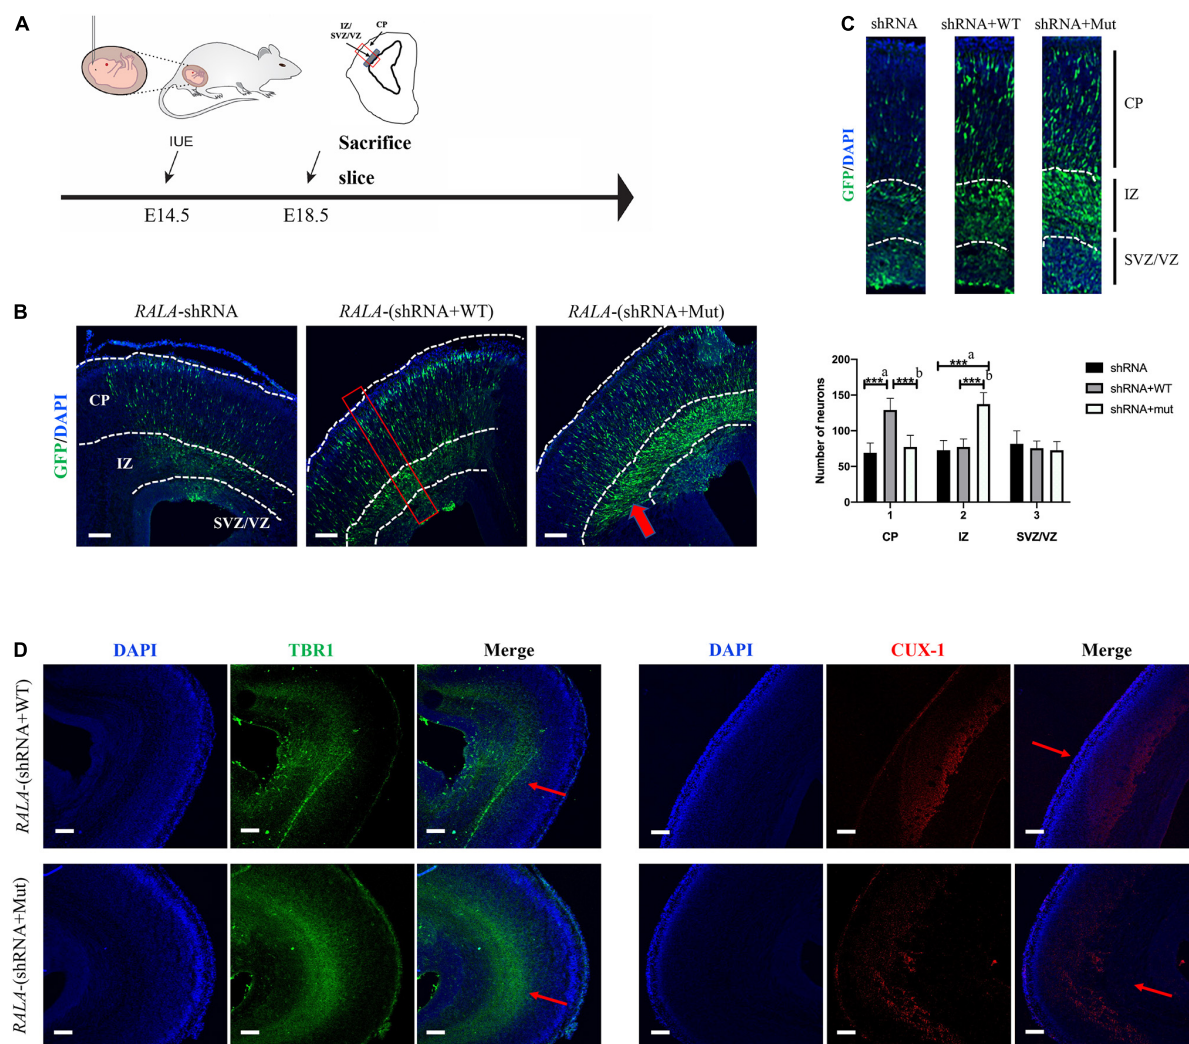 A
IZ/
SVZ/VZ
CP
IUE
Sacrifice
slice
E14.5
E18.5
B
RALA-shRNA
RALA-(shRNA+WT)
RALA-(shRNA+Mut)
GFP/DAPI
CP
IZ
SVZ/VZ
C
shRNA
shRNA+WT
shRNA+Mut
GFP/DAPI
CP
IZ
SVZ/VZ
Number of neurons
200
150
100
50
0
***a
***b
***a
***b
shRNA
shRNA+WT
shRNA+mut
1
2
3
CP
IZ
SVZ/VZ
D
DAPI
TBR1
Merge
DAPI
CUX-1
Merge
RALA-(shRNA+WT)
RALA-(shRNA+Mut)